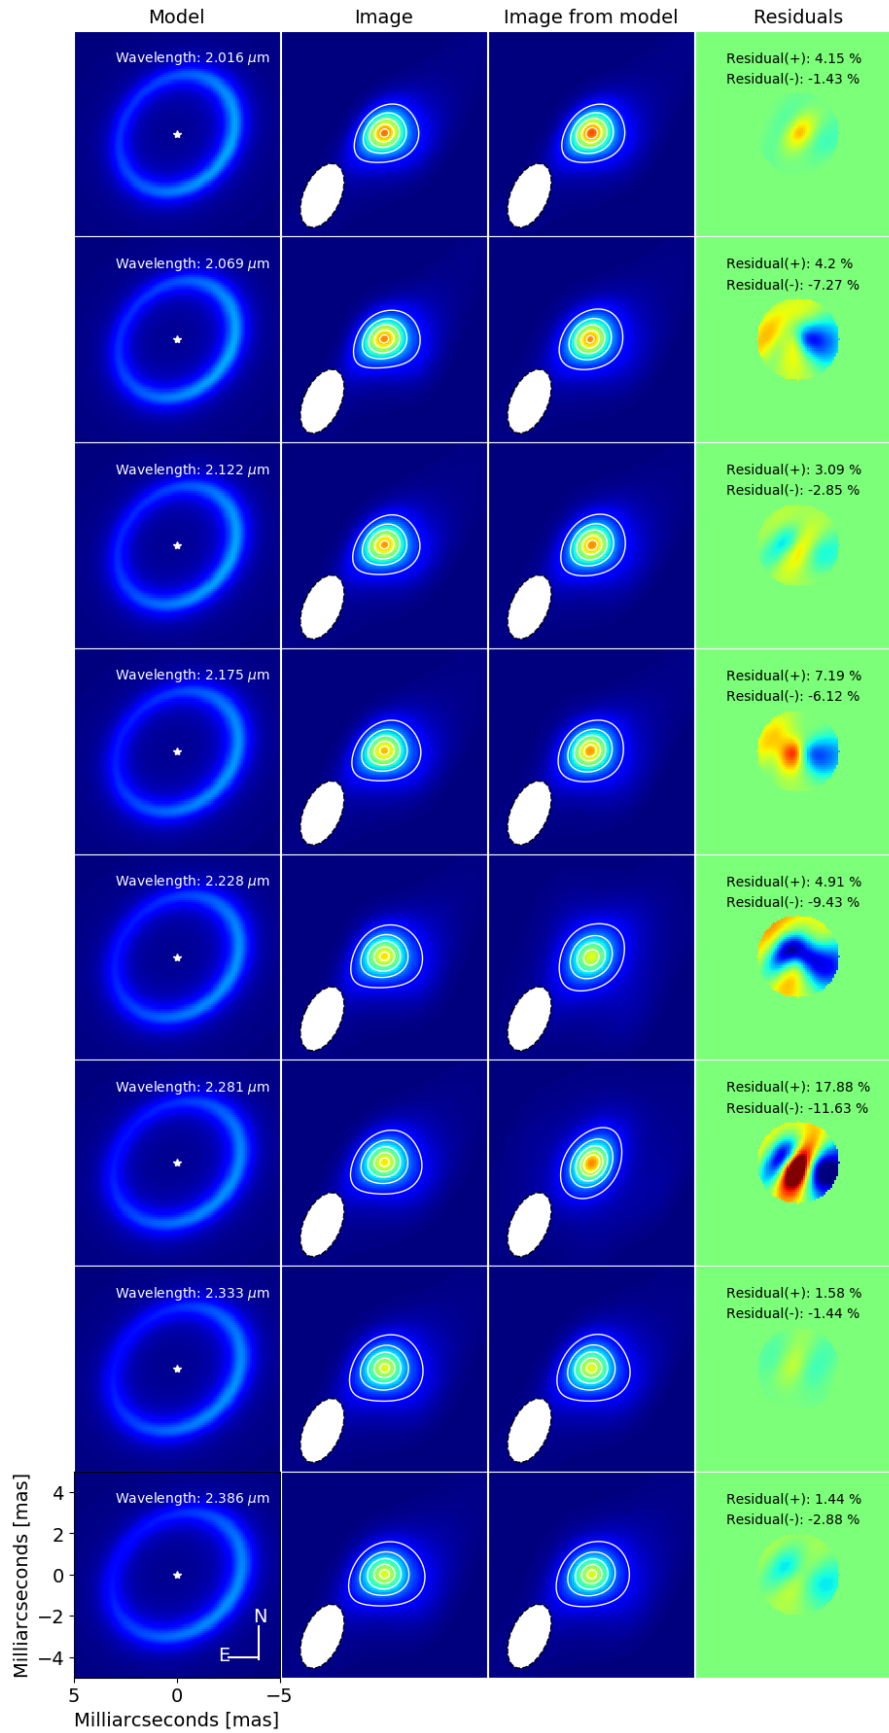 Model Image Image from model Residuals
Wavelength: 2.016 μm
Residual(+): 4.15 %
Residual(-): -1.43 %
Wavelength: 2.069 μm
Residual(+): 4.2 %
Residual(-): -7.27 %
Wavelength: 2.122 μm
Residual(+): 3.09 %
Residual(-): -2.85 %
Wavelength: 2.175 μm
Residual(+): 7.19 %
Residual(-): -6.12 %
Wavelength: 2.228 μm
Residual(+): 4.91 %
Residual(-): -9.43 %
Wavelength: 2.281 μm
Residual(+): 17.88 %
Residual(-): -11.63 %
Wavelength: 2.333 μm
Residual(+): 1.58 %
Residual(-): -1.44 %
Wavelength: 2.386 μm
Residual(+): 1.44 %
Residual(-): -2.88 %
4
2
0
−2
−4
Milliarcseconds [mas]
N
E
5 0 −5
Milliarcseconds [mas]